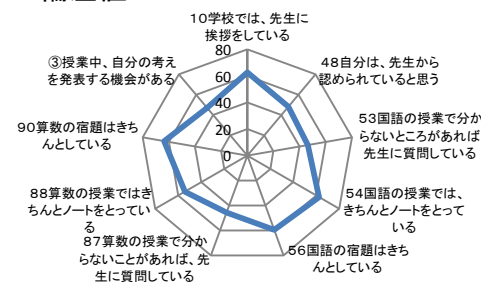 10学校では、先生に
挨拶をしている
80
60
40
20
0
48自分は、先生から
認められていると思う
53国語の授業で分か
らないところがあれば
先生に質問している
54国語の授業では、
きちんとノートをとって
いる
56国語の宿題はきち
んとしている
87算数の授業で分か
らないことがあれば、先
生に質問している
88算数の授業ではき
ちんとノートをとってい
る
90算数の宿題はきち
んとしている
③授業中、自分の考え
を発表する機会がある